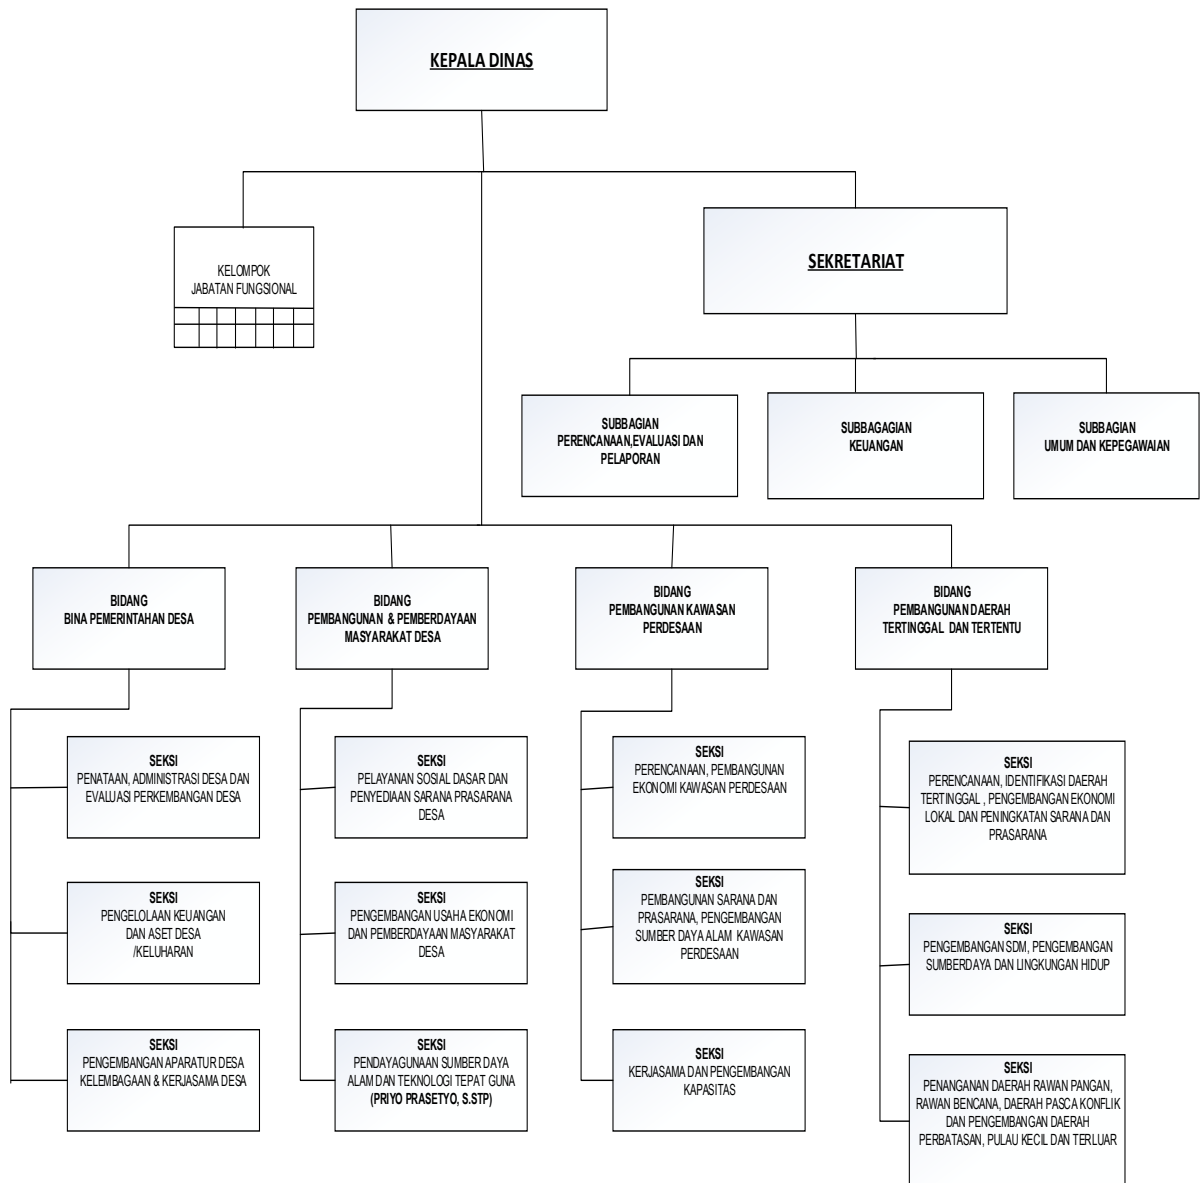 KEPALA DINAS
KELOMPOK
JABATAN FUNGSIONAL
SEKRETARIAT
SUBBAGIAN
PERENCANAAN,EVALUASI DAN
PELAPORAN
SUBBAGAGIAN
KEUANGAN
SUBBAGIAN
UMUM DAN KEPEGAWAIAN
BIDANG
BINA PEMERINTAHAN DESA
BIDANG
PEMBANGUNAN & PEMBERDAYAAN
MASYARAKAT DESA
BIDANG
PEMBANGUNAN KAWASAN
PERDESAAN
BIDANG
PEMBANGUNAN DAERAH
TERTINGGAL DAN TERTENTU
SEKSI
PENATAAN, ADMINISTRASI DESA DAN
EVALUASI PERKEMBANGAN DESA
SEKSI
PELAYANAN SOSIAL DASAR DAN
PENYEDIAAN SARANA PRASARANA
DESA
SEKSI
PERENCANAAN, PEMBANGUNAN
EKONOMI KAWASAN PERDESAAN
SEKSI
PERENCANAAN, IDENTIFIKASI DAERAH
TERTINGGAL , PENGEMBANGAN EKONOMI
LOKAL DAN PENINGKATAN SARANA DAN
PRASARANA
SEKSI
PENGELOLAAN KEUANGAN
DAN ASET DESA
/KELUHARAN
SEKSI
PENGEMBANGAN USAHA EKONOMI
DAN PEMBERDAYAAN MASYARAKAT
DESA
SEKSI
PEMBANGUNAN SARANA DAN
PRASARANA, PENGEMBANGAN
SUMBER DAYA ALAM KAWASAN
PERDESAAN
SEKSI
PENGEMBANGAN SDM, PENGEMBANGAN
SUMBERDAYA DAN LINGKUNGAN HIDUP
SEKSI
PENGEMBANGAN APARATUR DESA
KELEMBAGAAN & KERJASAMA DESA
SEKSI
PENDAYAGUNAAN SUMBER DAYA
ALAM DAN TEKNOLOGI TEPAT GUNA
(PRIYO PRASETYO, S.STP)
SEKSI
KERJASAMA DAN PENGEMBANGAN
KAPASITAS
SEKSI
PENANGANAN DAERAH RAWAN PANGAN,
RAWAN BENCANA, DAERAH PASCA KONFLIK
DAN PENGEMBANGAN DAERAH
PERBATASAN, PULAU KECIL DAN TERLUAR